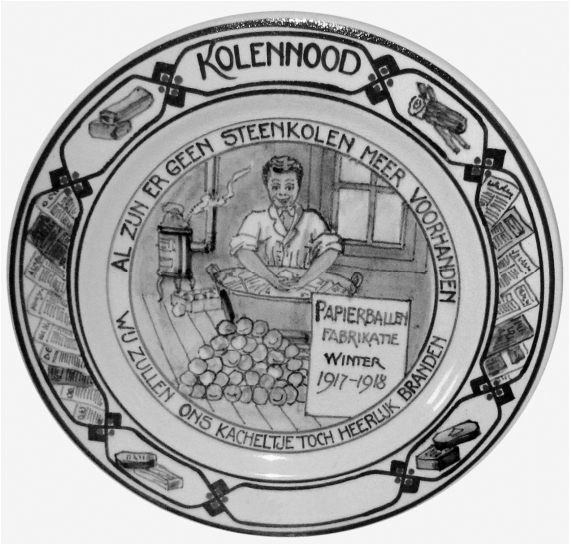 KOLENNOOD
AL ZIJN ER GEEN STEENKOLEN MEER VOORHANDEN
WIJ ZULLEN ONS KACHELTJE TOCH HEERLIJK BRANDEN
PAPIERBALLEN
FABRIKATIE
WINTER
1917-1918